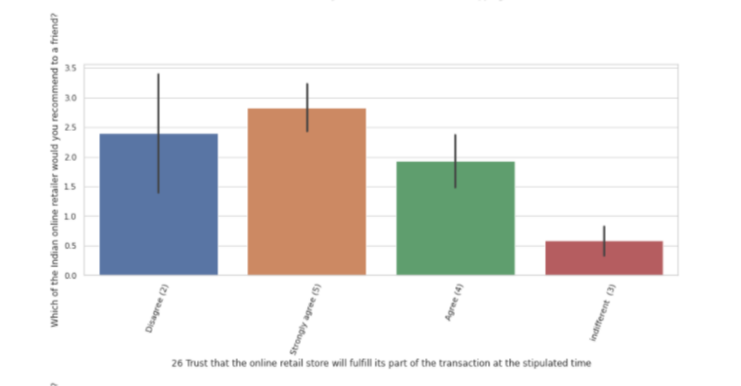 Which of the Indian online retailer would you recommend to a friend?
3.5
3.0
2.5
2.0
1.5
1.0
0.5
0.0
Disagree (2)
Strongly agree (5)
Agree (4)
indifferent (3)
26 Trust that the online retail store will fulfill its part of the transaction at the stipulated time